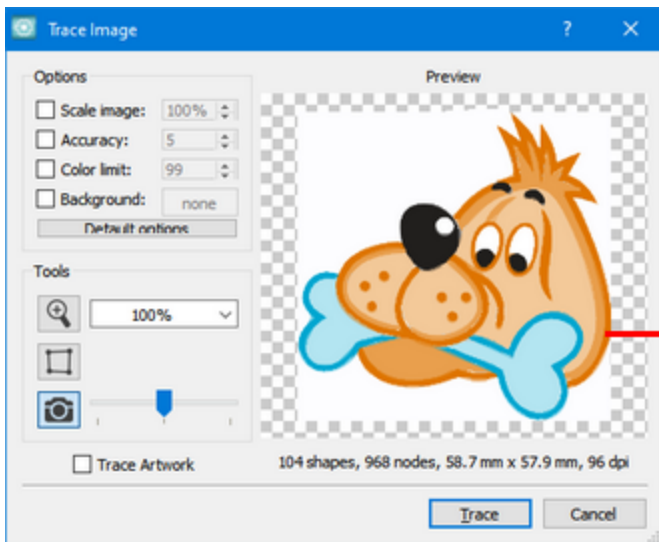 Trace Image
Options
Preview
Scale image: 100%
Accuracy: 5
Color limit: 99
Background: none
Default options
Tools
100%
Trace Artwork
104 shapes, 968 nodes, 58.7 mm x 57.9 mm, 96 dpi
Trace
Cancel